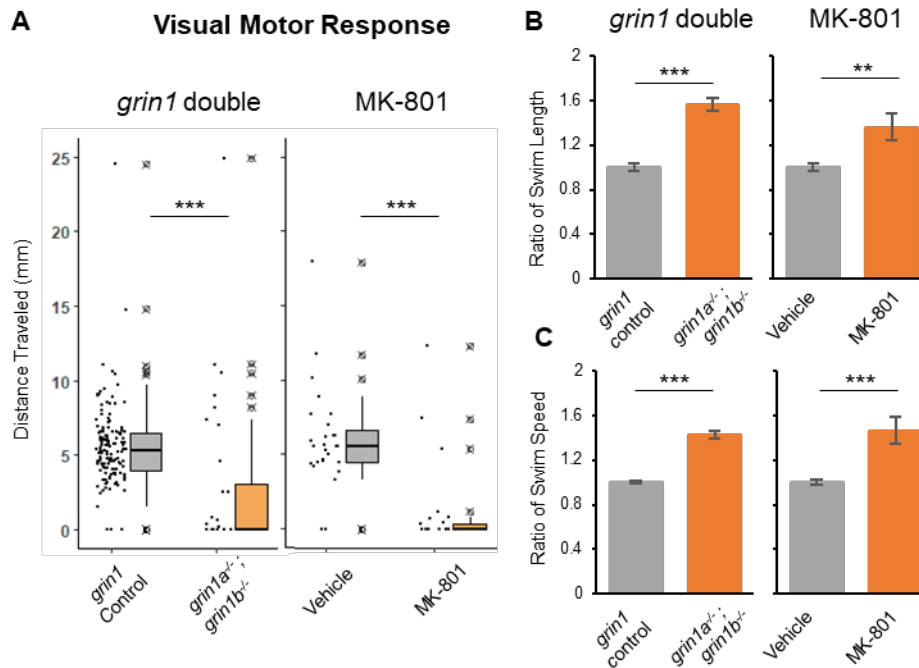 A
Visual Motor Response
grin1 double
MK-801
Distance Traveled (mm)
25
20
15
10
5
0
***
***
grin1
Control
grin1a-/-;
grin1b-/-
Vehicle
MK-801
B
grin1 double
MK-801
Ratio of Swim Length
2
1.6
1.2
0.8
0.4
0
***
**
grin1
control
grin1a-/-;
grin1b-/-
Vehicle
MK-801
C
Ratio of Swim Speed
2
1.6
1.2
0.8
0.4
0
***
***
grin1
control
grin1a-/-;
grin1b-/-
Vehicle
MK-801